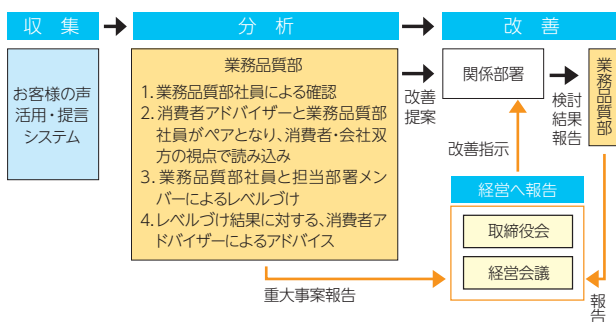 収 集
分 析
改 善
お客様の声
活用・提言
システム
業務品質部
1.業務品質部社員による確認
2.消費者アドバイザーと業務品質部
社員がペアとなり、消費者・会社双
方の視点で読み込み
3.業務品質部社員と担当部署メン
バーによるレベルづけ
4.レベルづけ結果に対する、消費者ア
ドバイザーによるアドバイス
改善
提案
関係部署
検討
結果
報告
業務品質部
改善指示
経営へ報告
取締役会
経営会議
重大事案報告
報告